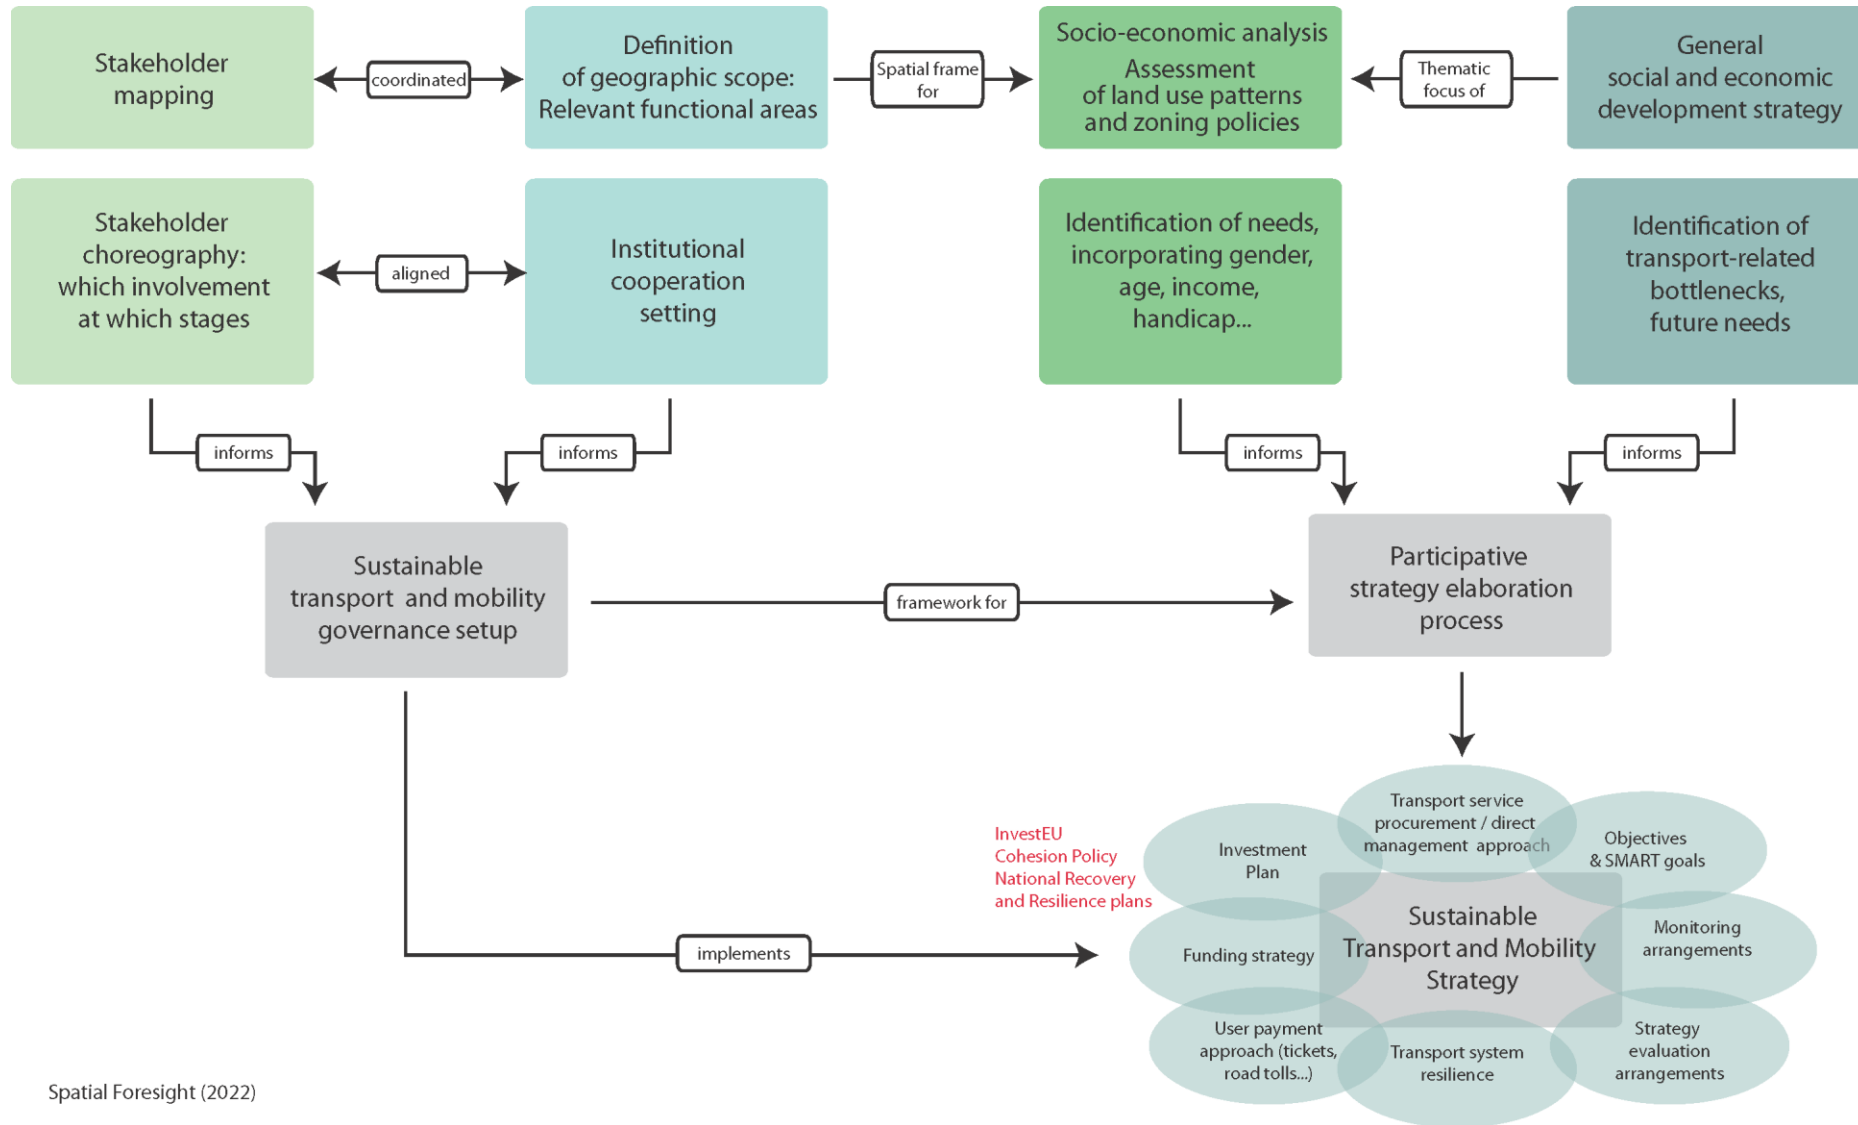 Stakeholder
mapping
coordinated
Definition
of geographic scope:
Relevant functional areas
Spatial frame
for
Socio-economic analysis
Assessment
of land use patterns
and zoning policies
Thematic
focus of
General
social and economic
development strategy
Stakeholder
choreography:
which involvement
at which stages
aligned
Institutional
cooperation
setting
Identification of needs,
incorporating gender,
age, income,
handicap...
Identification of
transport-related
bottlenecks,
future needs
informs
informs
informs
informs
Sustainable
transport and mobility
governance setup
framework for
Participative
strategy elaboration
process
InvestEU
Cohesion Policy
National Recovery
and Resilience plans
Investment
Plan
Transport service
procurement / direct
management approach
Objectives
& SMART goals
Funding strategy
Sustainable
Transport and Mobility
Strategy
Monitoring
arrangements
implements
User payment
approach (tickets,
road tolls...)
Transport system
resilience
Strategy
evaluation
arrangements
Spatial Foresight (2022)